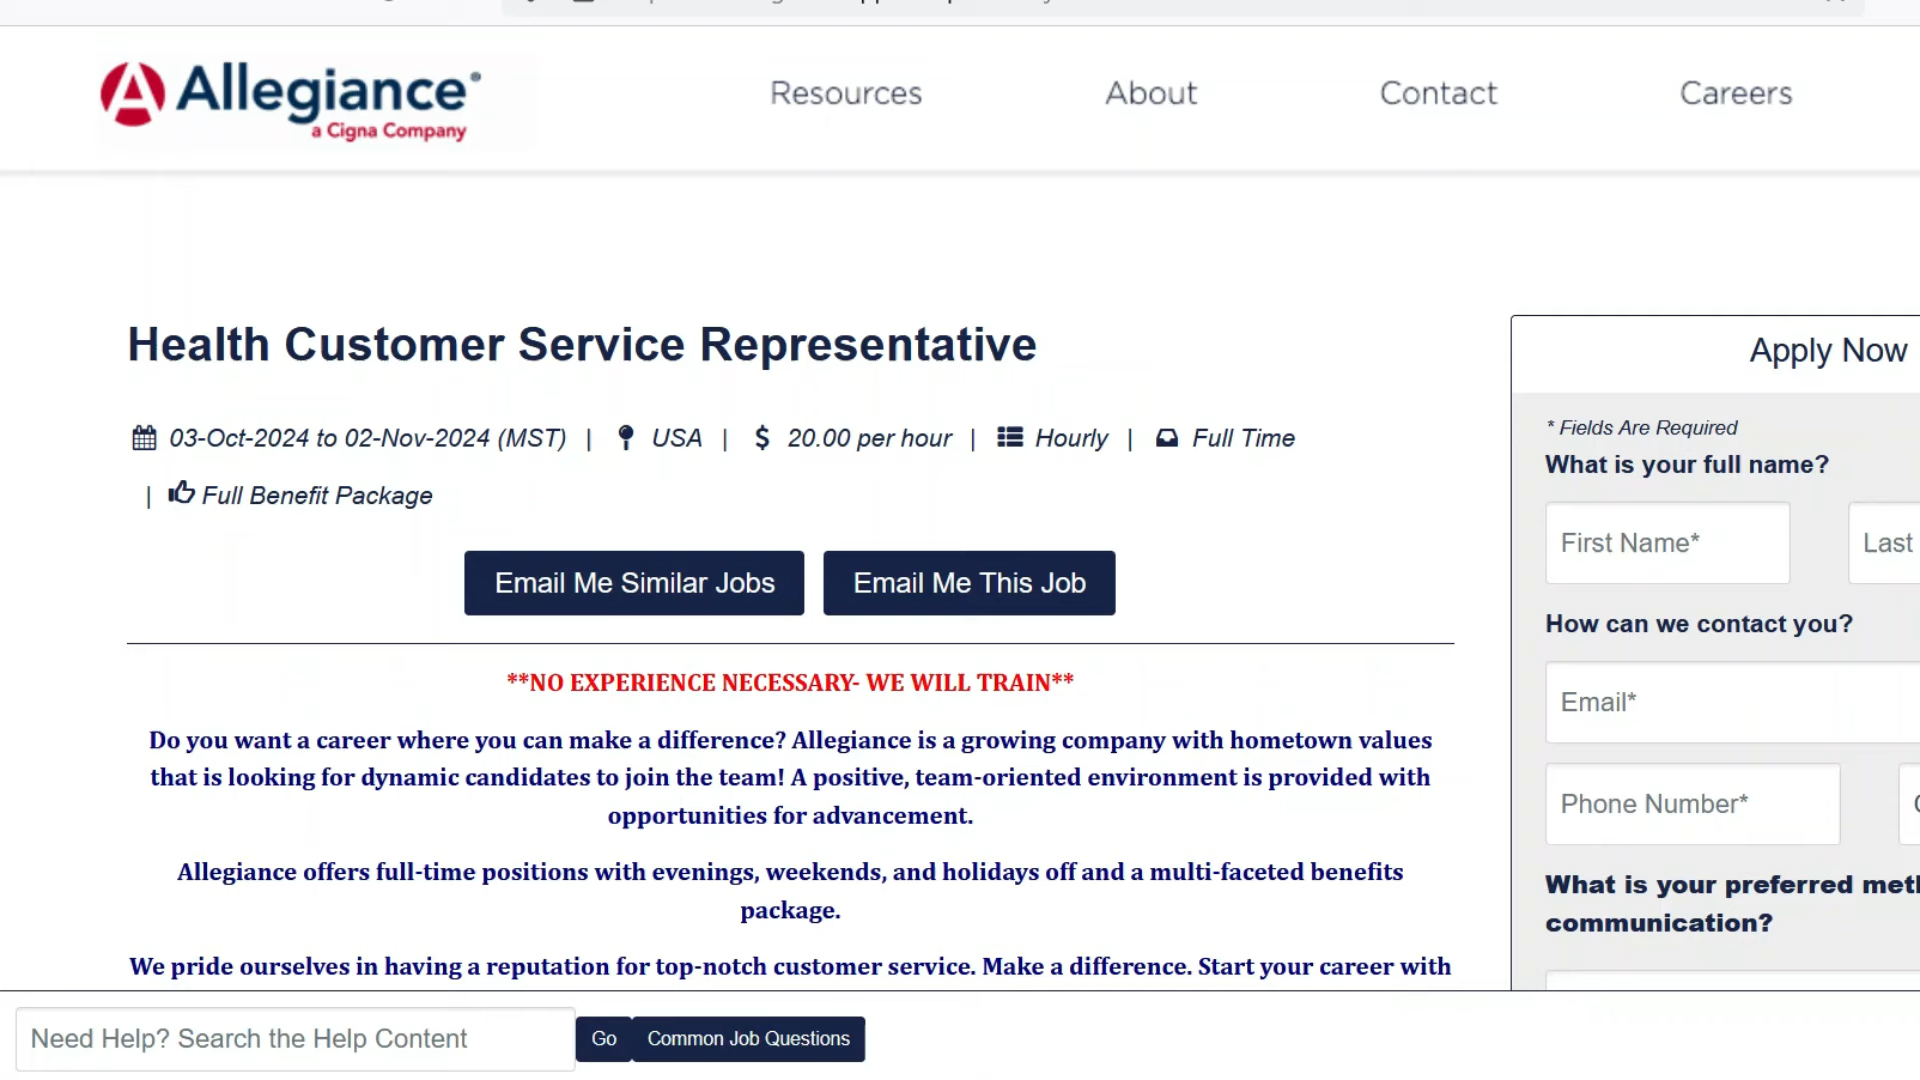 Allegiance®
a Cigna Company
Resources
About
Contact
Careers
Health Customer Service Representative
03-Oct-2024 to 02-Nov-2024 (MST) | USA | $ 20.00 per hour | Hourly | Full Time
| Full Benefit Package
Email Me Similar Jobs
Email Me This Job
**NO EXPERIENCE NECESSARY- WE WILL TRAIN**
Do you want a career where you can make a difference? Allegiance is a growing company with hometown values
that is looking for dynamic candidates to join the team! A positive, team-oriented environment is provided with
opportunities for advancement.
Allegiance offers full-time positions with evenings, weekends, and holidays off and a multi-faceted benefits
package.
We pride ourselves in having a reputation for top-notch customer service. Make a difference. Start your career with
Apply Now
* Fields Are Required
What is your full name?
First Name*
Last
How can we contact you?
Email*
Phone Number*
What is your preferred
communication?
Need Help? Search the Help Content
Go
Common Job Questions